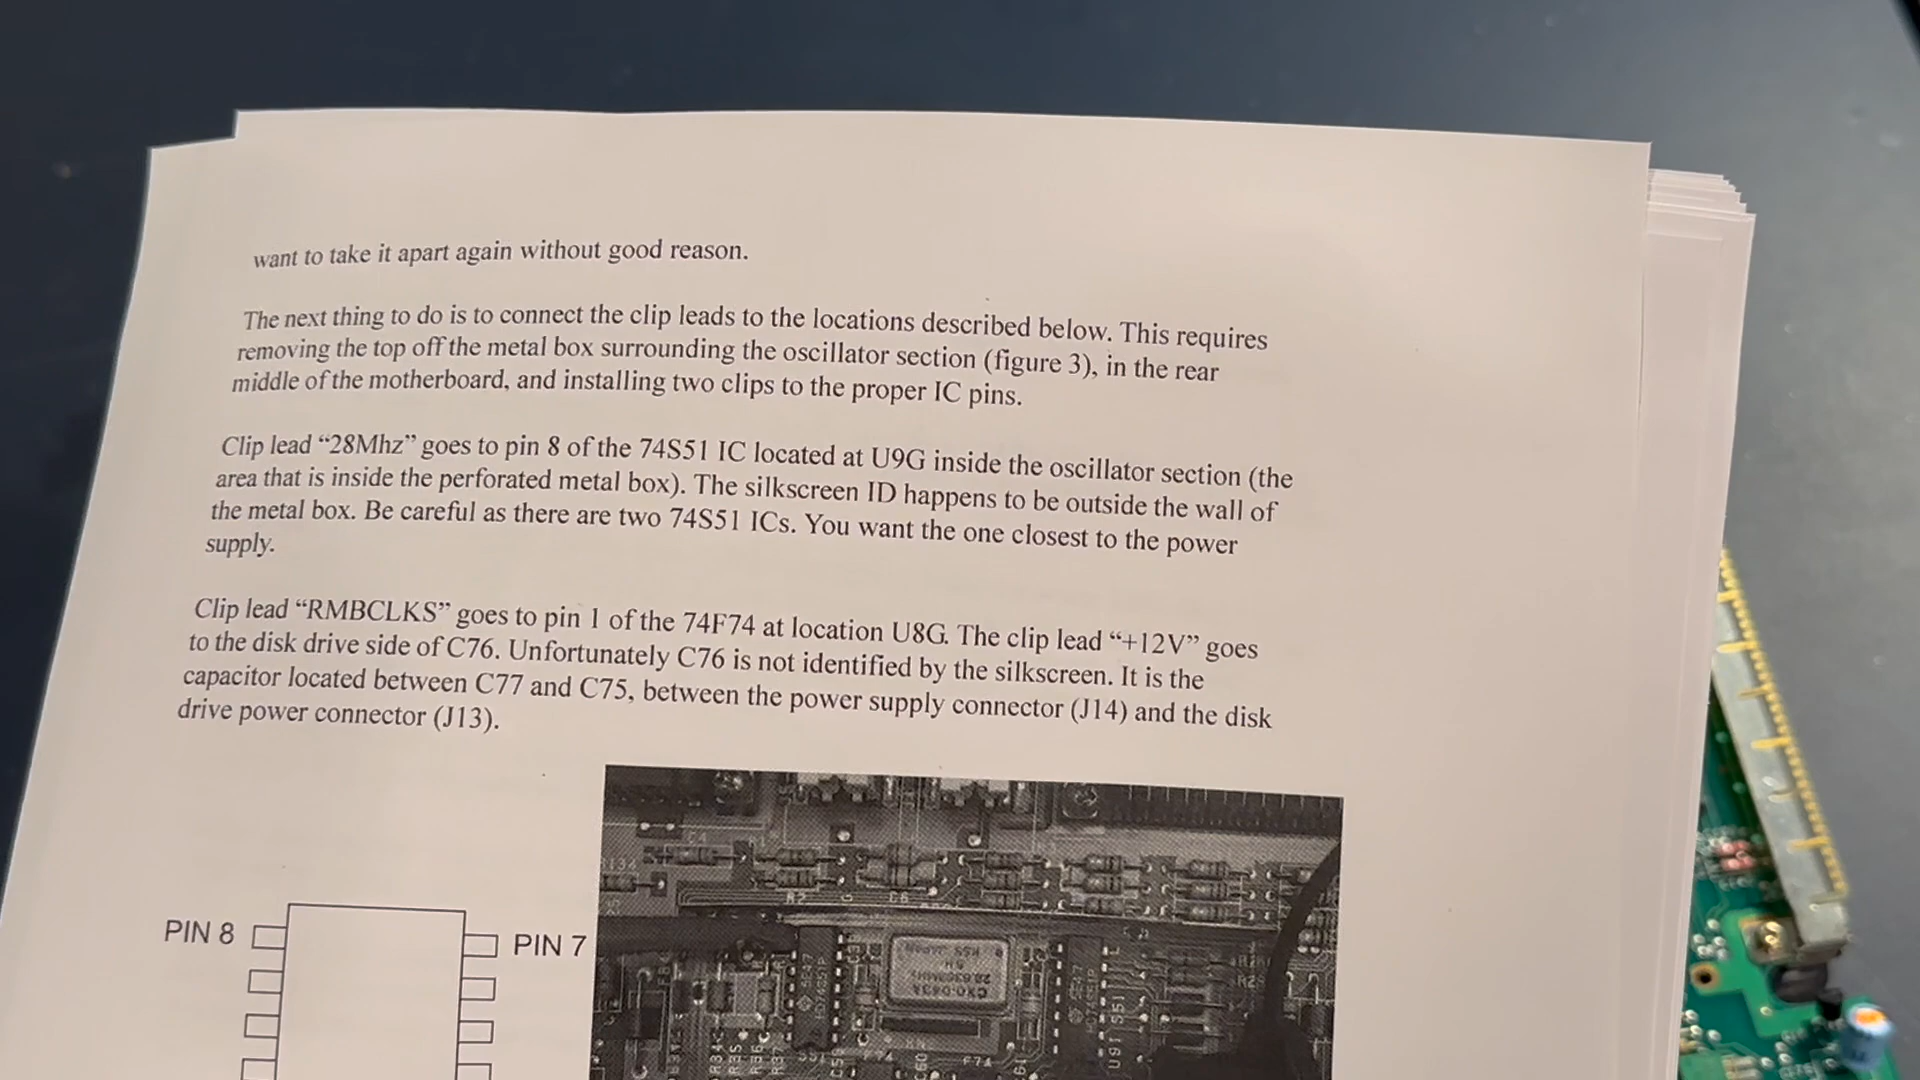 want to take it apart again without good reason.
The next thing to do is to connect the clip leads to the locations described below. This requires
removing the top off the metal box surrounding the oscillator section (figure 3), in the rear
middle of the motherboard, and installing two clips to the proper IC pins.
Clip lead “28Mhz” goes to pin 8 of the 74S51 IC located at U9G inside the oscillator section (the
area that is inside the perforated metal box). The silkscreen ID happens to be outside the wall of
the metal box. Be careful as there are two 74S51 ICs. You want the one closest to the power
supply.
Clip lead “RMBCLKS” goes to pin 1 of the 74F74 at location U8G. The clip lead “+12V” goes
to the disk drive side of C76. Unfortunately C76 is not identified by the silkscreen. It is the
capacitor located between C77 and C75, between the power supply connector (J14) and the disk
drive power connector (J13).
PIN 8
PIN 7
R134
R34
R35
R36
R37
F74
C60
U9I S51